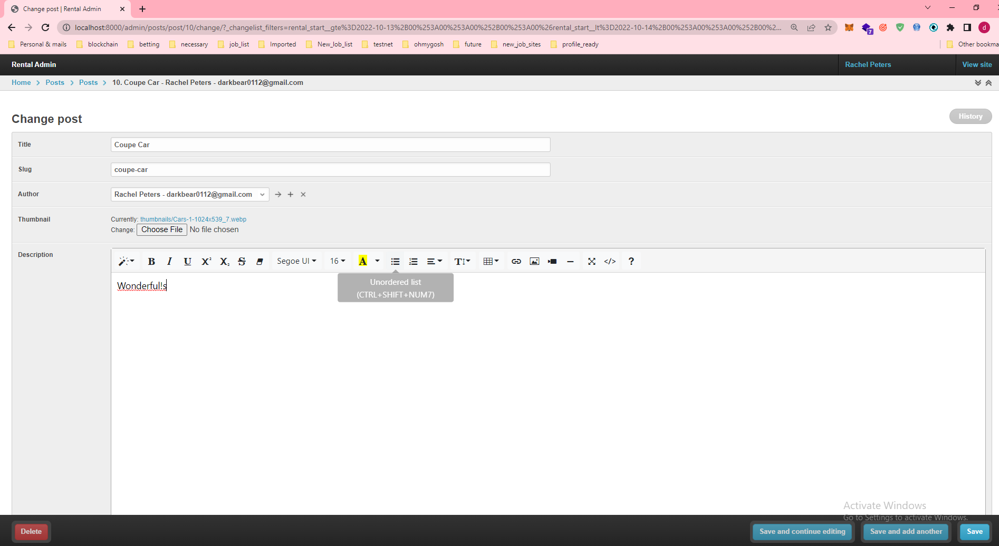 Change post | Rental Admin
localhost:8000/admin/posts/post/10/change/?_changelist_filters=rental_start__gte%3D2022-10-13%2B00%253A00%253A00%252B00%253A00%26rental_start__lt%3D2022-10-14%2B00%253A00%253A00%252B00%2...
7
d
Personal & mails blockchain betting necessary job_list Imported New_lob_list testnet ohmygosh future new_job_sites profile_ready Other bookma
Rental Admin Rachel Peters View site
Home > Posts > Posts > 10. Coupe Car - Rachel Peters - darkbear0112@gmail.com
Change post History
Title Coupe Car
Slug coupe-car
Author Rachel Peters - darkbear0112@gmail.com
Thumbnail Currently: thumbnails/Cars-1-1024x539_7.webp
Change: Choose File No file chosen
Description
B I U X² X₂ S Segoe UI 16 A T </> ?
Wonderful!s
Unordered list
(CTRL+SHIFT+NUM7)
Activate Windows
Go to Settings to activate Windows.
Delete Save and continue editing Save and add another Save